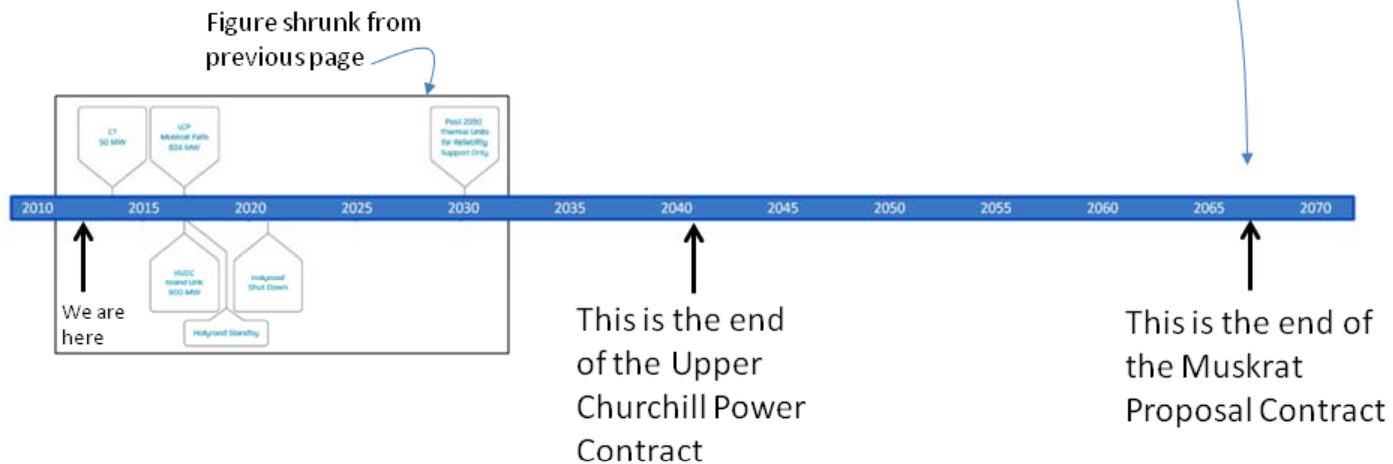 Figure shrunk from
previous page
CT
50 MW
LCP
Muskrat Falls
824 MW
Post 2030
Thermal Units
for Reliability
Support Only
2010 2015 2020 2025 2030 2035 2040 2045 2050 2055 2060 2065 2070
HVDC
Island Link
900 MW
Holyrood
Shut Down
Holyrood Standby
We are
here
This is the end
of the Upper
Churchill Power
Contract
This is the end of
the Muskrat
Proposal Contract